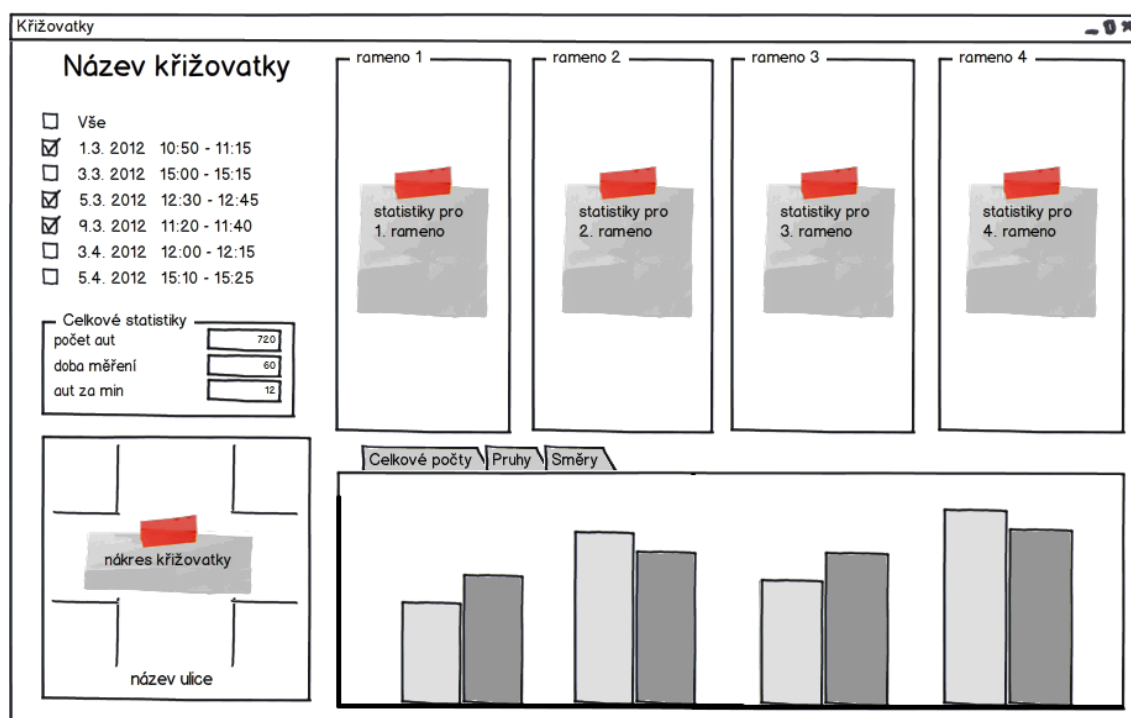 Křižovatky
Název křižovatky
Vše
1.3. 2012 10:50 - 11:15
3.3. 2012 15:00 - 15:15
5.3. 2012 12:30 - 12:45
9.3. 2012 11:20 - 11:40
3.4. 2012 12:00 - 12:15
5.4. 2012 15:10 - 15:25
Celkové statistiky
počet aut 720
doba měření 60
aut za min 12
nákres křižovatky
název ulice
rameno 1
statistiky pro
1. rameno
rameno 2
statistiky pro
2. rameno
rameno 3
statistiky pro
3. rameno
rameno 4
statistiky pro
4. rameno
Celkové počty Pruhy Směry